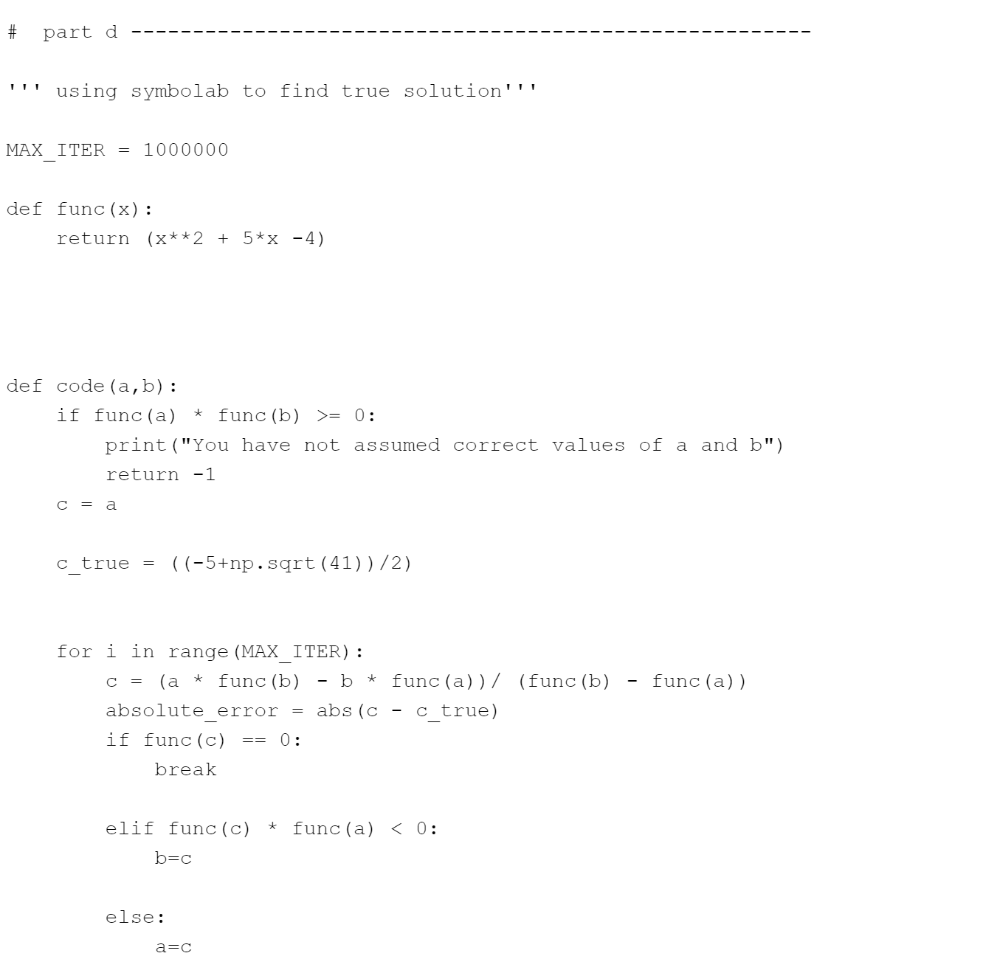 #  part d -------------------------------------------------------
''' using symbolab to find true solution'''
MAX_ITER = 1000000
def func(x):
    return (x**2 + 5*x -4)
def code(a,b):
    if func(a) * func(b) >= 0:
        print("You have not assumed correct values of a and b")
        return -1
    c = a
    c_true = ((-5+np.sqrt(41))/2)
    for i in range(MAX_ITER):
        c = (a * func(b) - b * func(a))/ (func(b) - func(a))
        absolute_error = abs(c - c_true)
        if func(c) == 0:
            break
        elif func(c) * func(a) < 0:
            b=c
        else:
            a=c